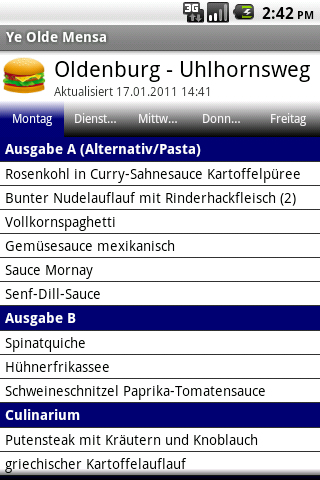 3G 2:42 PM
Ye Olde Mensa
Oldenburg - Uhlhornsweg
Aktualisiert 17.01.2011 14:41
Montag Dienst... Mittw... Donn... Freitag
Ausgabe A (Alternativ/Pasta)
Rosenkohl in Curry-Sahnesauce Kartoffelpüree
Bunter Nudelauflauf mit Rinderhackfleisch (2)
Vollkornspaghetti
Gemüsesauce mexikanisch
Sauce Mornay
Senf-Dill-Sauce
Ausgabe B
Spinatquiche
Hühnerfrikassee
Schweineschnitzel Paprika-Tomatensauce
Culinarium
Putensteak mit Kräutern und Knoblauch
griechischer Kartoffelauflauf